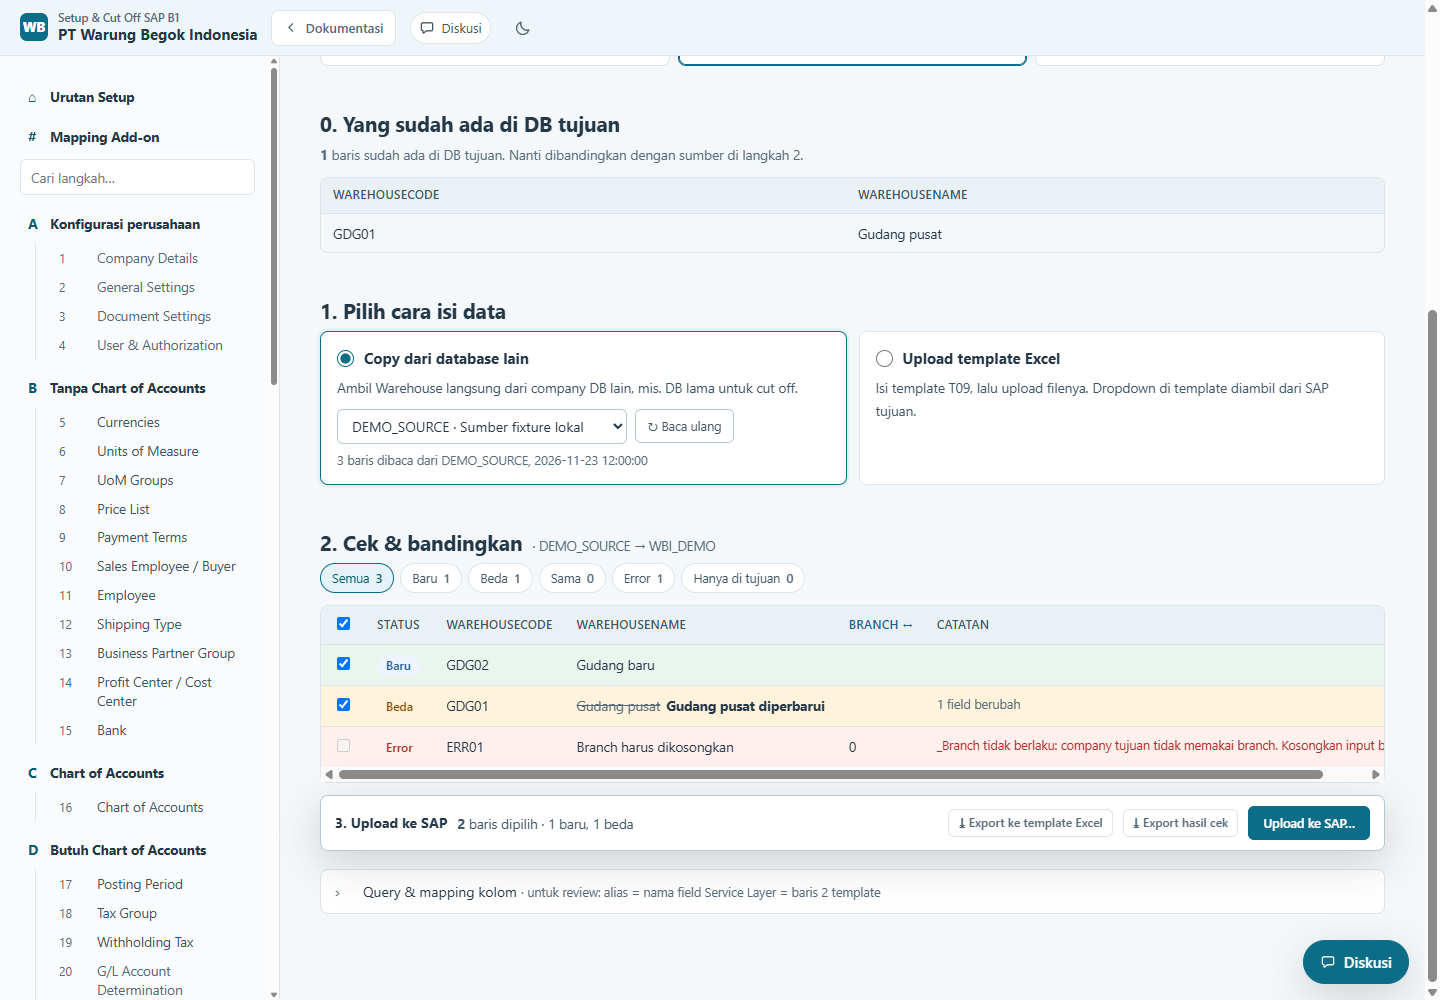 WB
Setup & Cut Off SAP B1
PT Warung Begok Indonesia
Dokumentasi
Diskusi
Urutan Setup
# Mapping Add-on
Cari langkah...
A Konfigurasi perusahaan
1 Company Details
2 General Settings
3 Document Settings
4 User & Authorization
B Tanpa Chart of Accounts
5 Currencies
6 Units of Measure
7 UoM Groups
8 Price List
9 Payment Terms
10 Sales Employee / Buyer
11 Employee
12 Shipping Type
13 Business Partner Group
14 Profit Center / Cost
Center
15 Bank
C Chart of Accounts
16 Chart of Accounts
D Butuh Chart of Accounts
17 Posting Period
18 Tax Group
19 Withholding Tax
20 G/L Account
Determination
0. Yang sudah ada di DB tujuan
1 baris sudah ada di DB tujuan. Nanti dibandingkan dengan sumber di langkah 2.
WAREHOUSECODE WAREHOUSENAME
GDG01 Gudang pusat
1. Pilih cara isi data
Copy dari database lain
Ambil Warehouse langsung dari company DB lain, mis. DB lama untuk cut off.
DEMO_SOURCE · Sumber fixture lokal
↻ Baca ulang
3 baris dibaca dari DEMO_SOURCE, 2026-11-23 12:00:00
Upload template Excel
Isi template T09, lalu upload filenya. Dropdown di template diambil dari SAP
tujuan.
2. Cek & bandingkan · DEMO_SOURCE → WBI_DEMO
Semua 3 Baru 1 Beda 1 Sama 0 Error 1 Hanya di tujuan 0
STATUS WAREHOUSECODE WAREHOUSENAME BRANCH ↔ CATATAN
Baru GDG02 Gudang baru
Beda GDG01 Gudang pusat Gudang pusat diperbarui 1 field berubah
Error ERR01 Branch harus dikosongkan 0 _Branch tidak berlaku: company tujuan tidak memakai branch. Kosongkan input b
3. Upload ke SAP 2 baris dipilih · 1 baru, 1 beda
Export ke template Excel
Export hasil cek
Upload ke SAP...
Query & mapping kolom · untuk review: alias = nama field Service Layer = baris 2 template
Diskusi